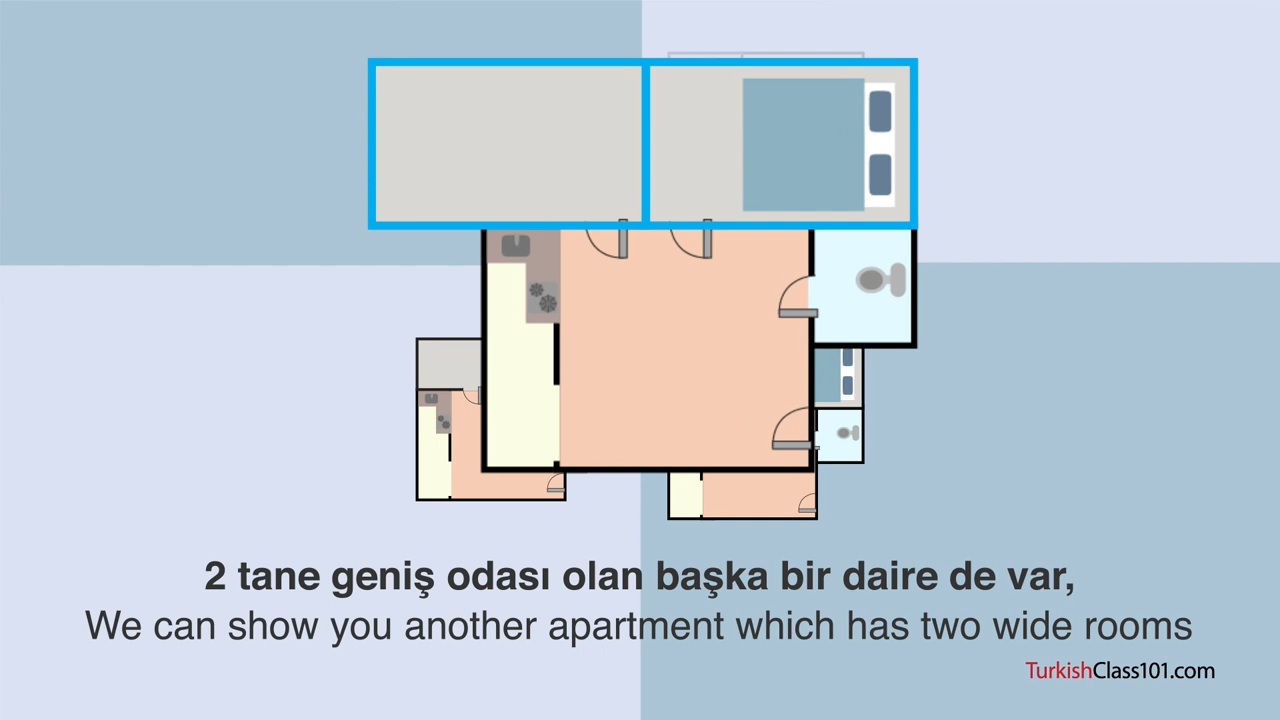 2 tane geniş odası olan başka bir daire de var,
We can show you another apartment which has two wide rooms
TurkishClass101.com